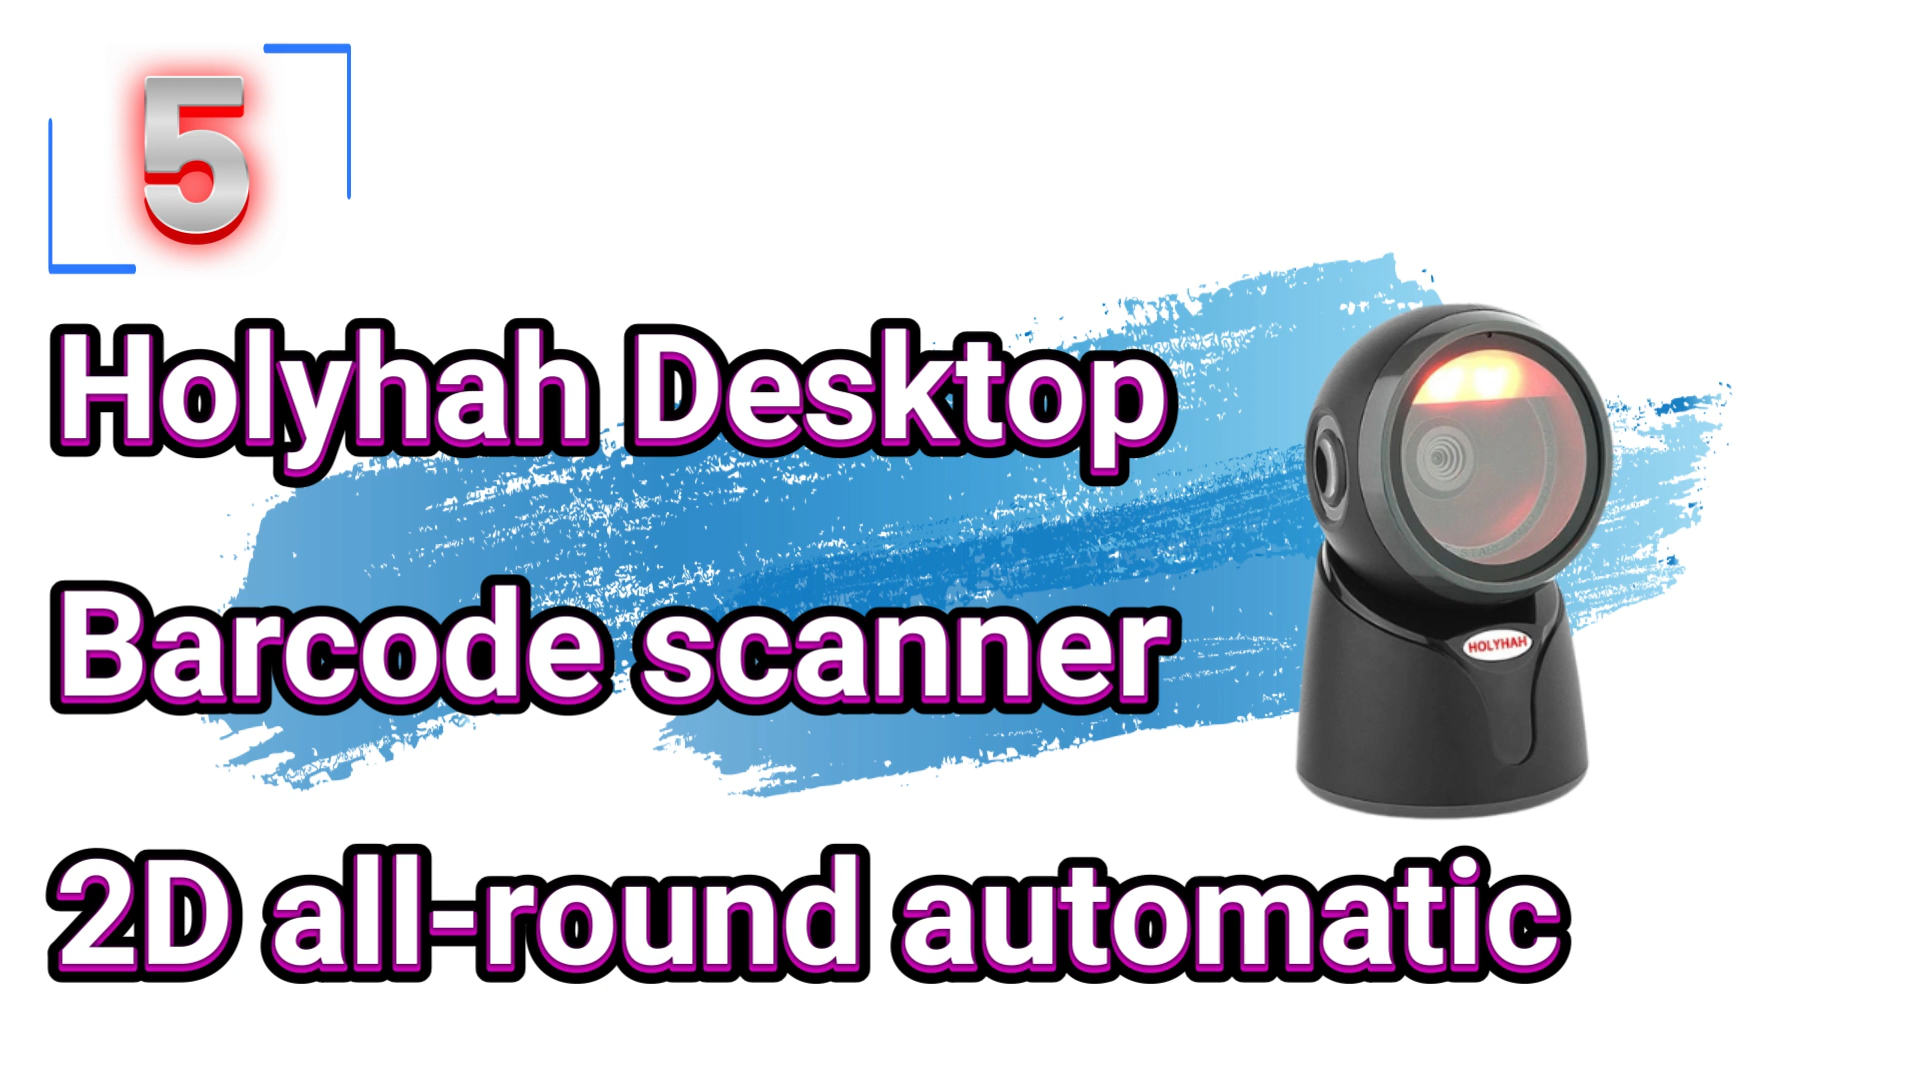 5
Holyhah Desktop
HOLYHAH
Barcode scanner
2D all-round automatic